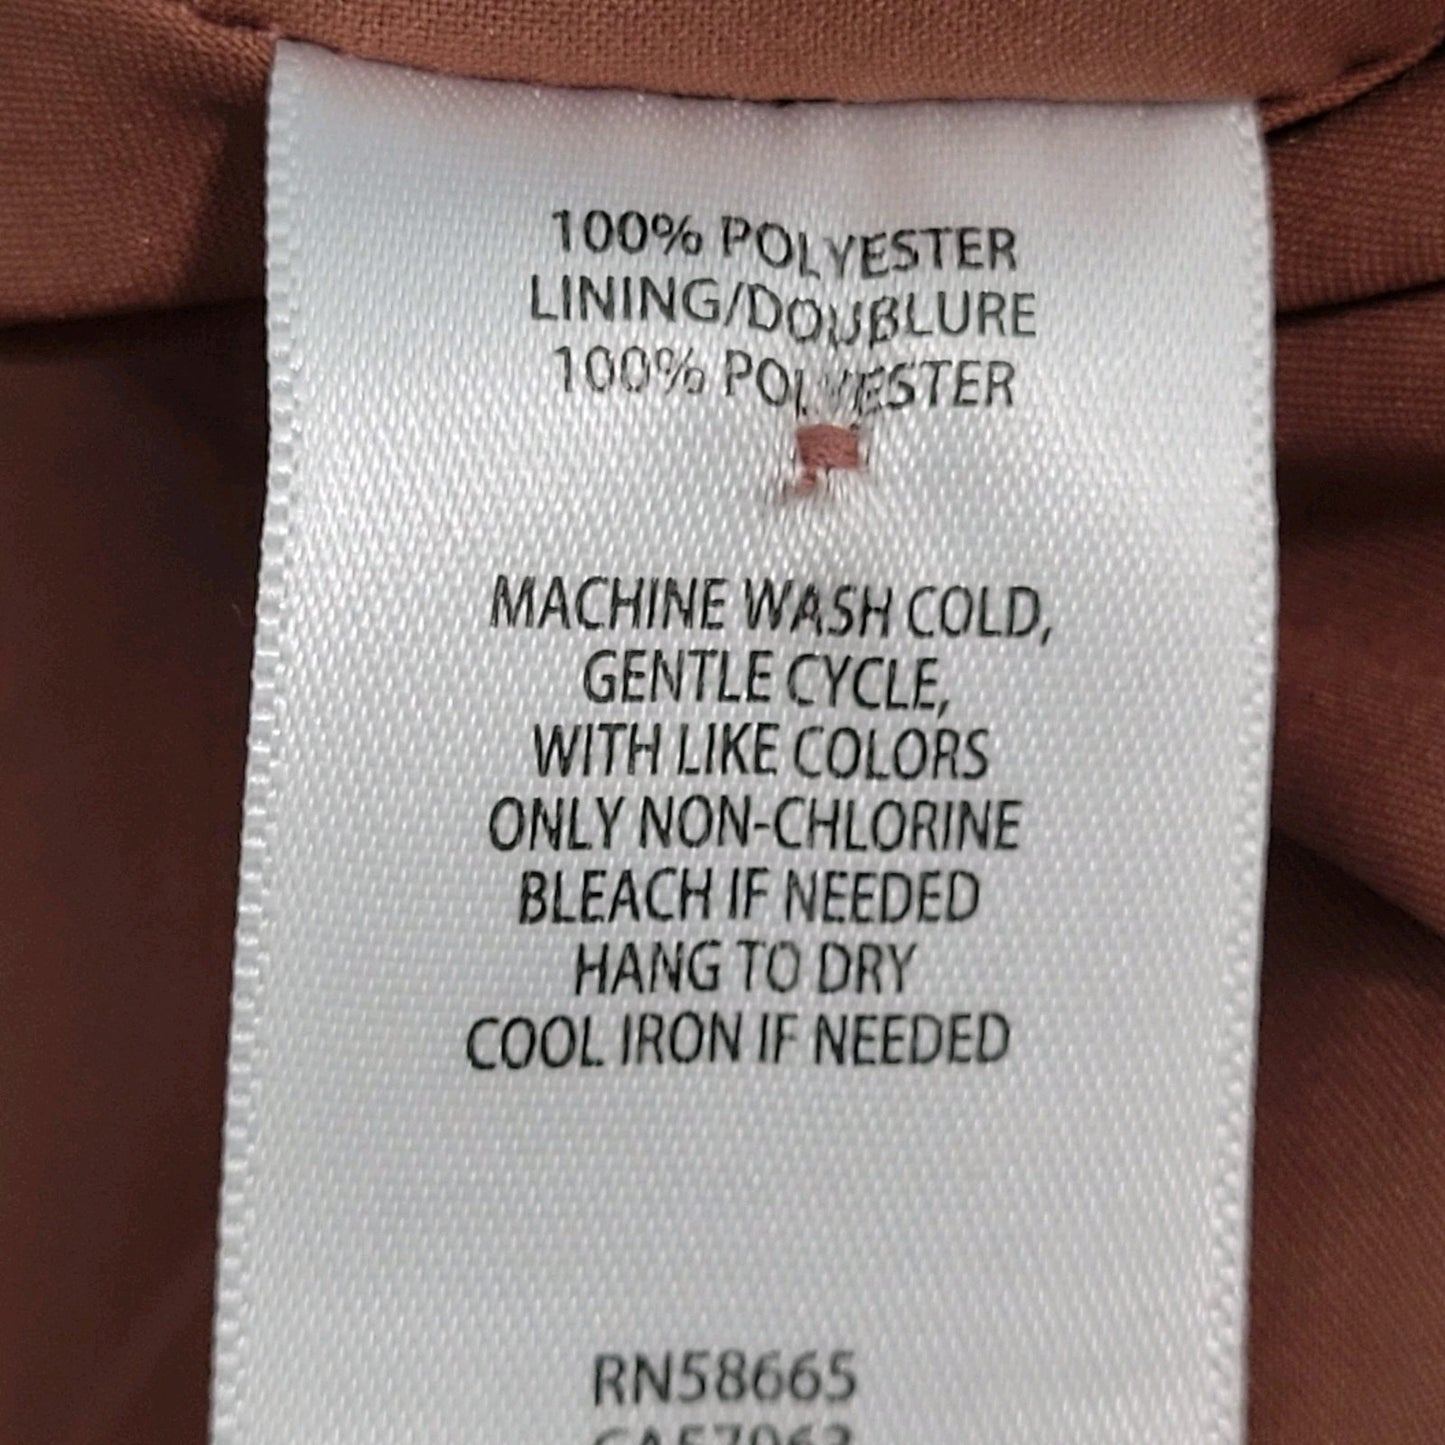 100% POLYESTER
LINING/DOUBLURE
100% POLYESTER
MACHINE WASH COLD,
GENTLE CYCLE,
WITH LIKE COLORS
ONLY NON-CHLORINE
BLEACH IF NEEDED
HANG TO DRY
COOL IRON IF NEEDED
RN58665